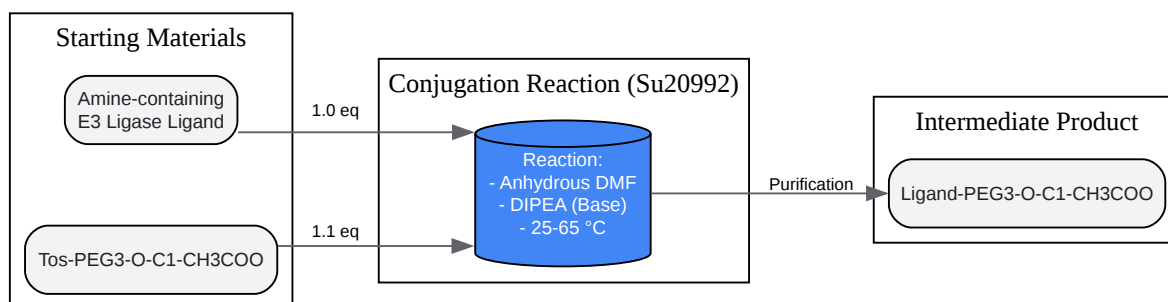 Starting Materials
Amine-containing
E3 Ligase Ligand
Tos-PEG3-O-C1-CH3COO
1.0 eq
1.1 eq
Conjugation Reaction (Su20992)
Reaction:
- Anhydrous DMF
- DIPEA (Base)
- 25-65 °C
Purification
Intermediate Product
Ligand-PEG3-O-C1-CH3COO